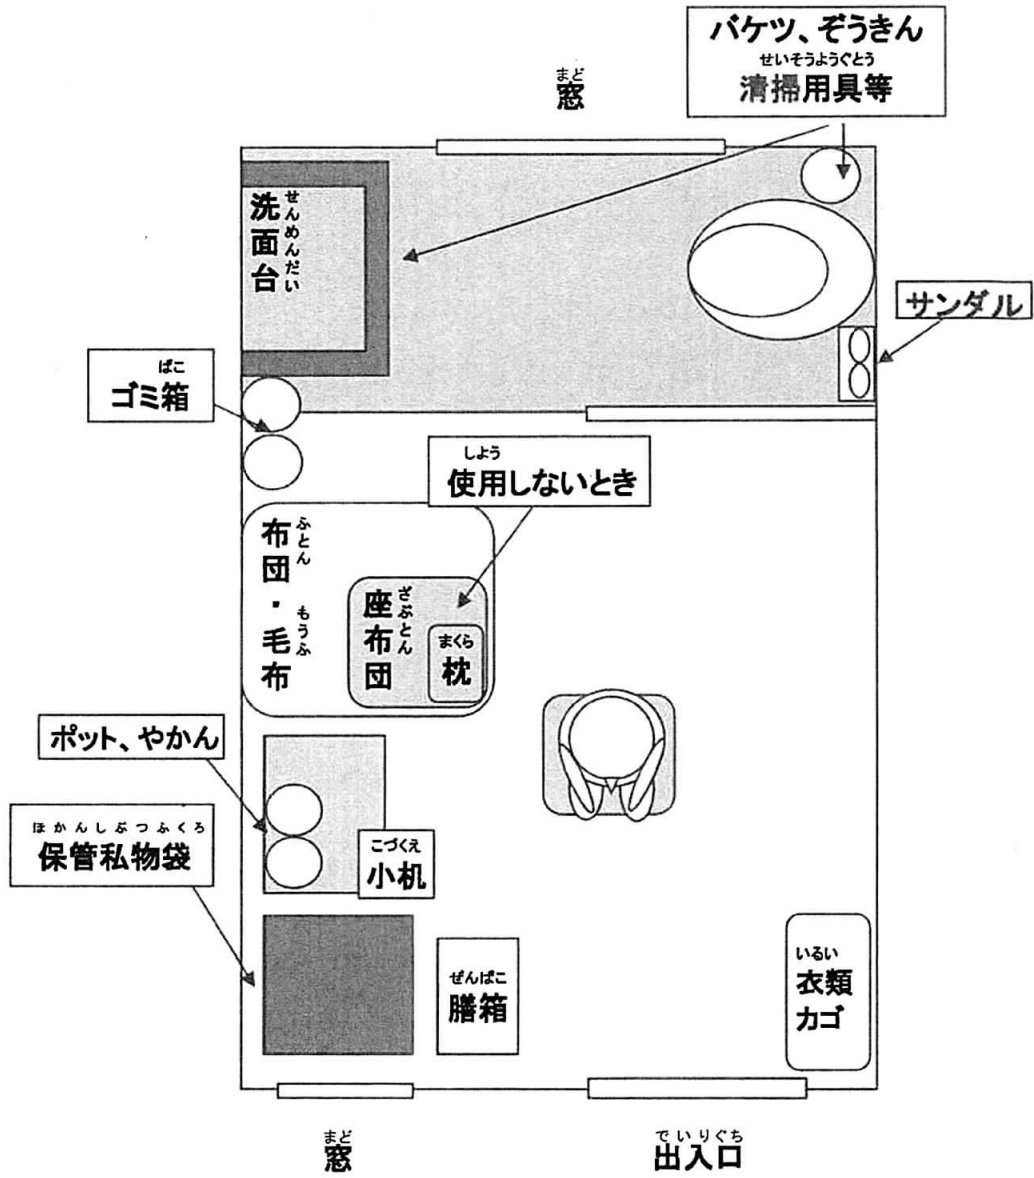 バケツ、ぞうきん
せいそうようぐとう
清掃用具等
まど
窓
せんめんだい
洗面台
サンダル
ばこ
ゴミ箱
しよう
使用しないとき
ふとん もうふ
布団・毛布
ざぶとん
座布団
まくら
枕
ポット、やかん
ほかんしぶつふくろ
保管私物袋
こづくえ
小机
ぜんばこ
膳箱
いるい
衣類
カゴ
まど
窓
でいりぐち
出入口